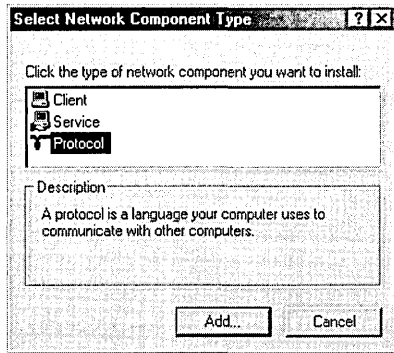 Select Network Component Type
Click the type of network component you want to install:
Client
Service
Protocol
Description
A protocol is a language your computer uses to
communicate with other computers.
Add...
Cancel